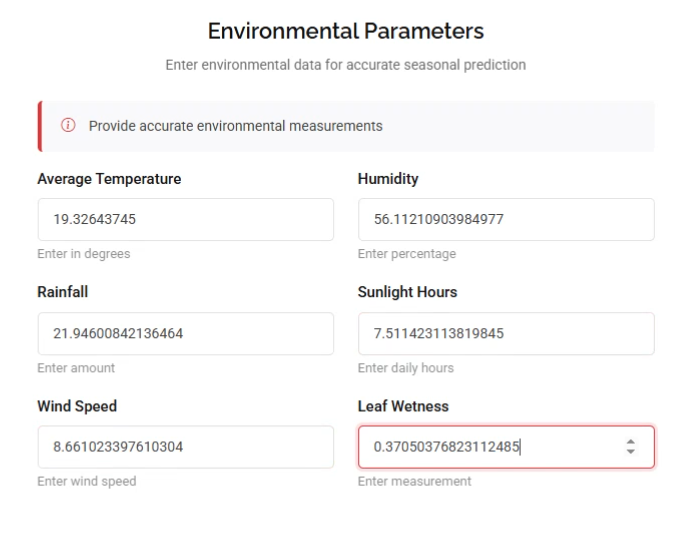 Environmental Parameters
Enter environmental data for accurate seasonal prediction
Provide accurate environmental measurements
Average Temperature
Humidity
19.32643745
56.11210903984977
Enter in degrees
Enter percentage
Rainfall
Sunlight Hours
21.94600842136464
7.511423113819845
Enter amount
Enter daily hours
Wind Speed
Leaf Wetness
8.661023397610304
0.37050376823112485
Enter wind speed
Enter measurement